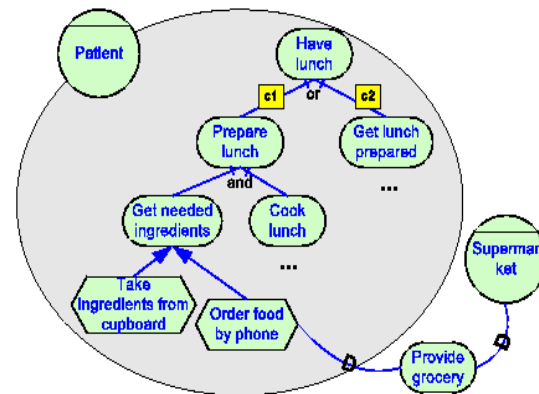 Patient
Have
lunch
c1
or
c2
Prepare
lunch
Get lunch
prepared
and
...
Get needed
ingredients
Cook
lunch
...
Superman
ket
Take
ingredients from
cupboard
Order food
by phone
Provide
grocery